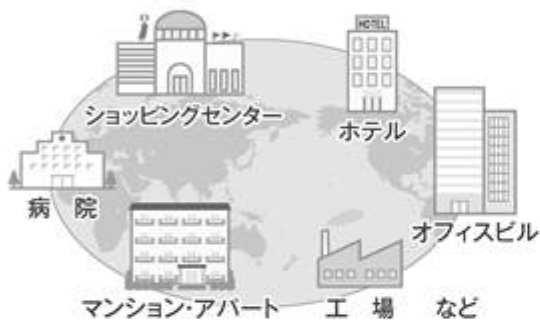 HOTEL
ショッピングセンター
ホテル
病 院
オフィスビル
マンション・アパート
工 場 など